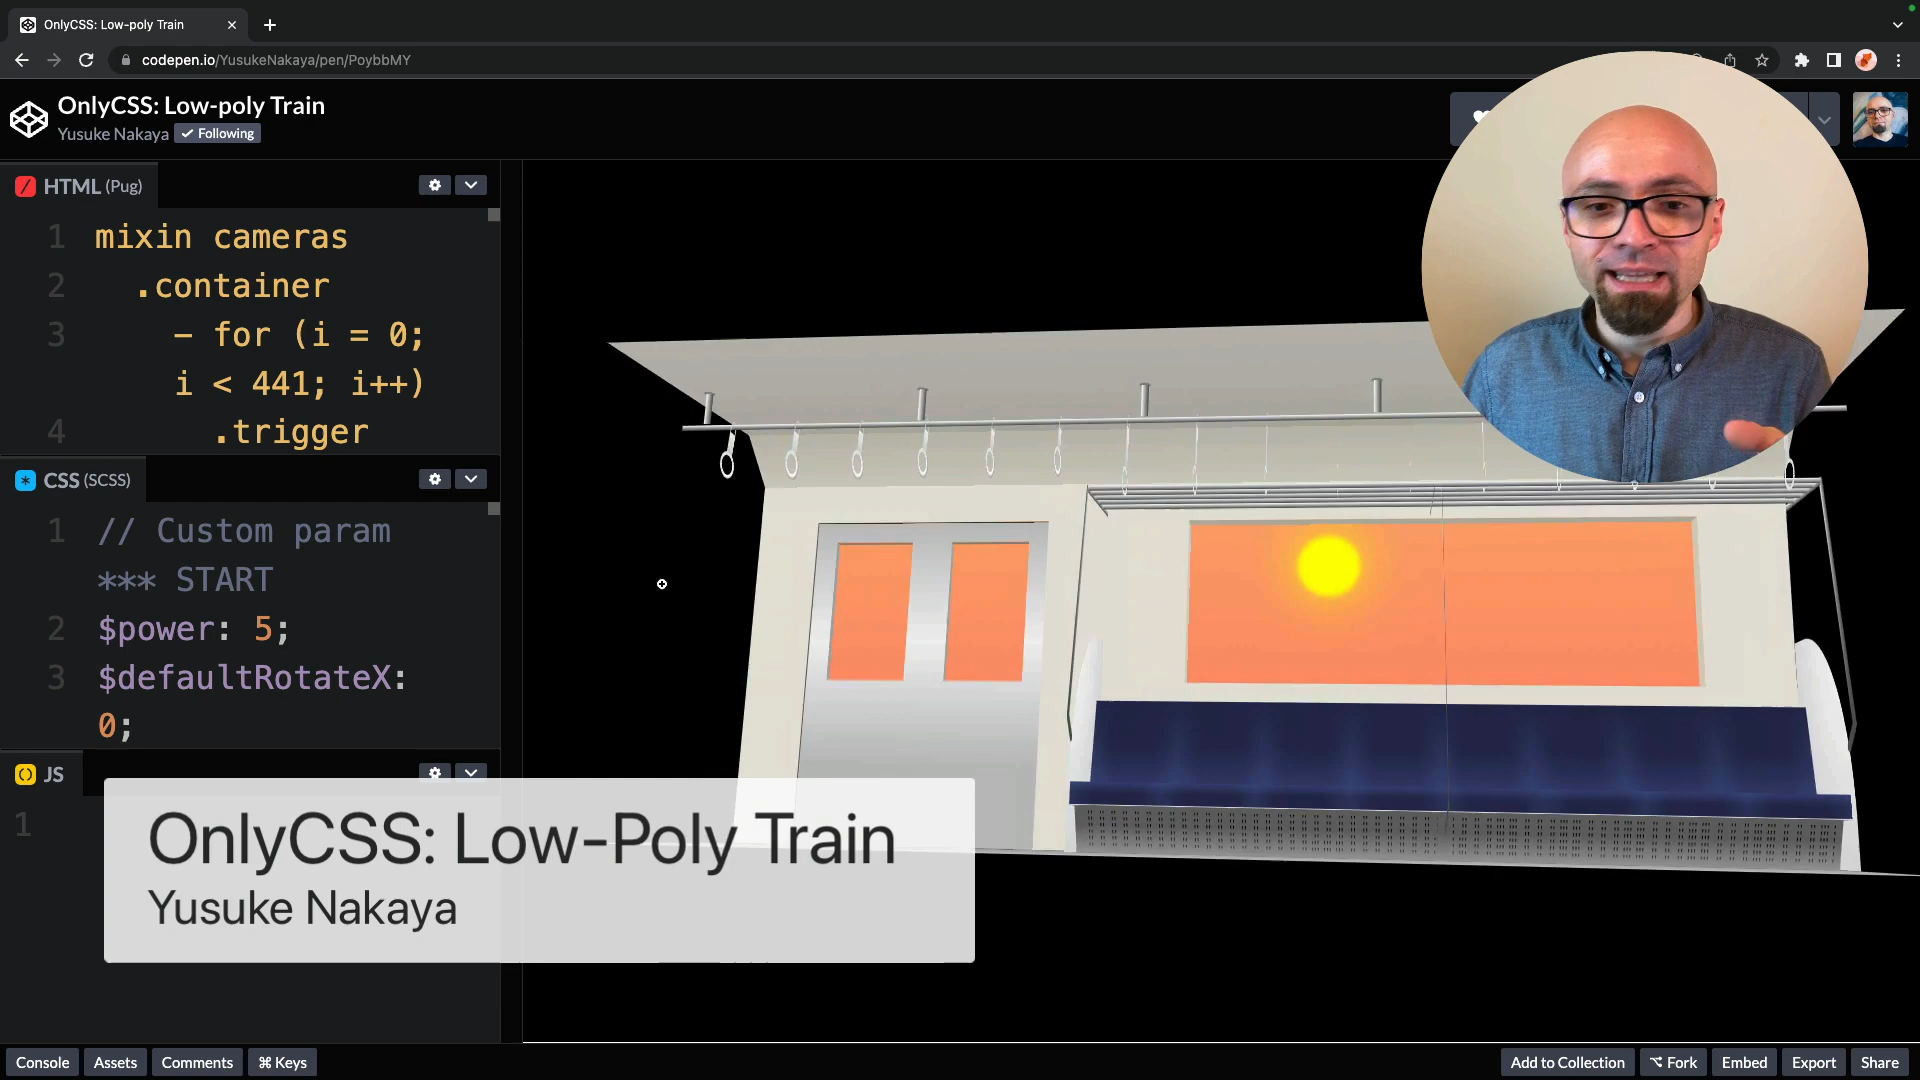 OnlyCSS: Low-poly Train
codepen.io/YusukeNakaya/pen/PoybbMY
OnlyCSS: Low-poly Train
Yusuke Nakaya
Following
HTML (Pug)
1 mixin cameras
2 .container
3 - for (i = 0;
i < 441; i++)
4 .trigger
CSS (SCSS)
1 // Custom param
*** START
2 $power: 5;
3 $defaultRotateX:
0;
JS
1
OnlyCSS: Low-Poly Train
Yusuke Nakaya
Console Assets Comments ⌘ Keys Add to Collection Fork Embed Export Share